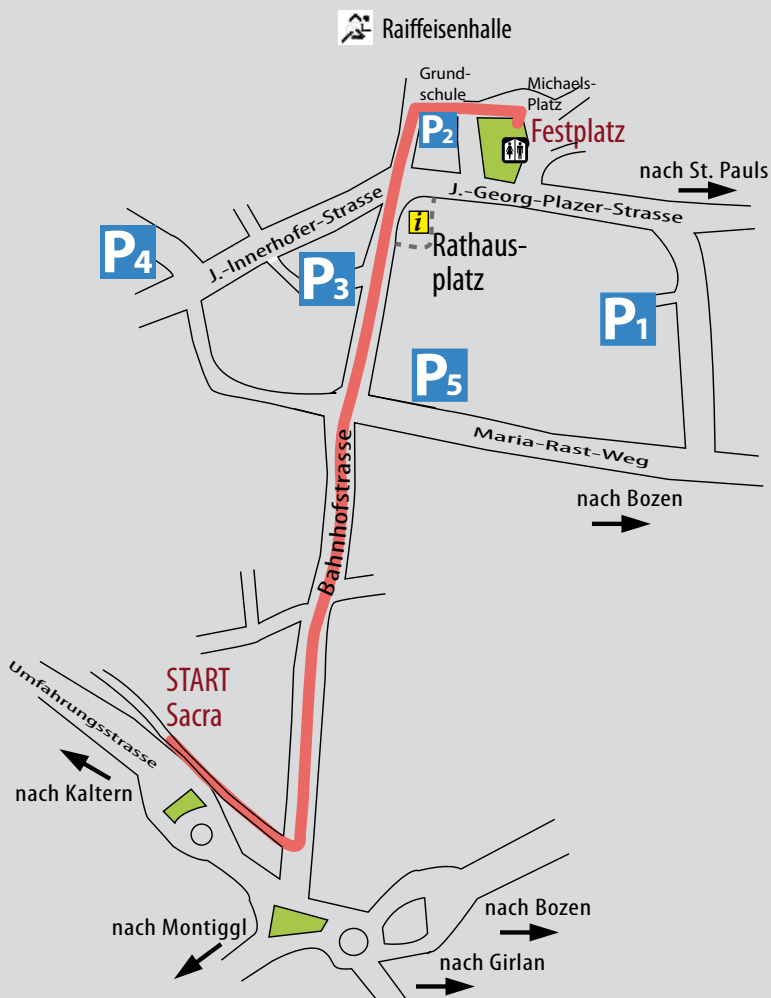 Raiffeisenhalle
Grund-
schule
Michaels-
Platz
P2
Festplatz
nach St. Pauls
J.-Georg-Plazer-Strasse
J.-Innerhofer-Strasse
i
Rathaus-
platz
P4
P3
P1
P5
Maria-Rast-Weg
nach Bozen
Bahnhofstrasse
START
Sacra
Umfahrungsstrasse
nach Kaltern
nach Montiggl
nach Bozen
nach Girlan